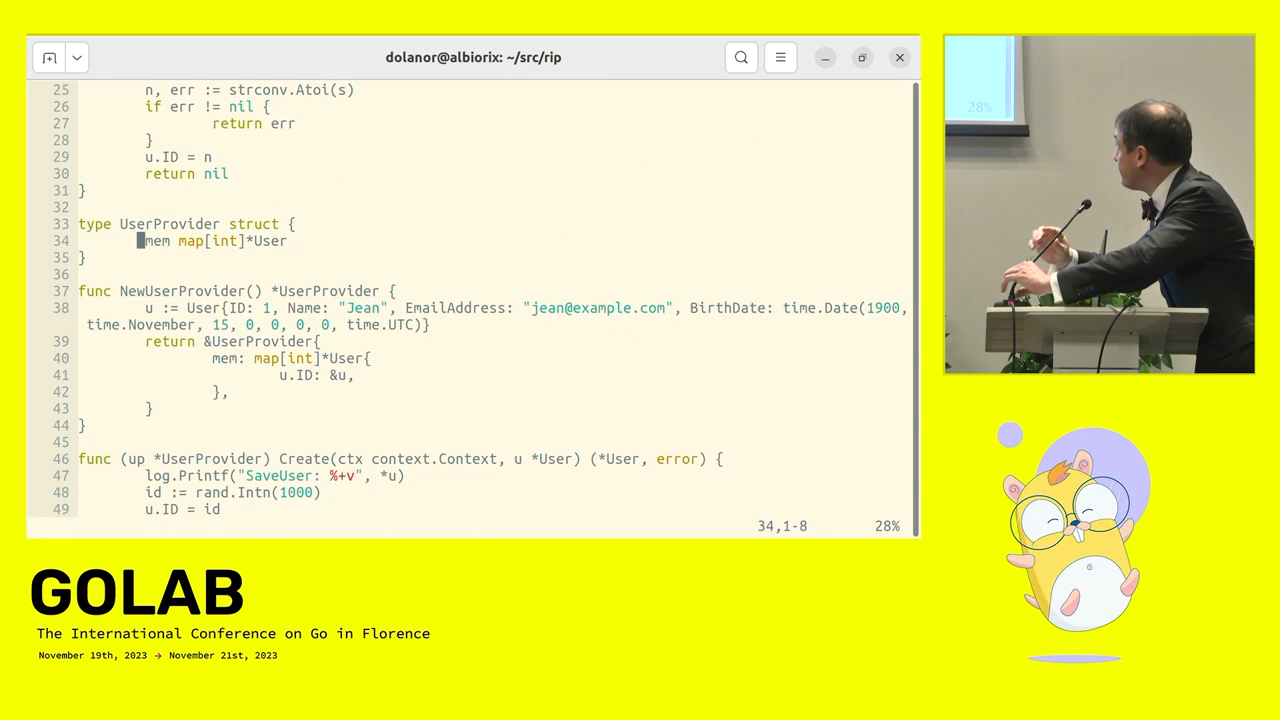 dolanor@albiorix: ~/src/rip
25 n, err := strconv.Atoi(s)
26 if err != nil {
27 return err
28 }
29 u.ID = n
30 return nil
31 }
32
33 type UserProvider struct {
34 mem map[int]*User
35 }
36
37 func NewUserProvider() *UserProvider {
38 u := User{ID: 1, Name: "Jean", EmailAddress: "jean@example.com", BirthDate: time.Date(1900,
time.November, 15, 0, 0, 0, 0, time.UTC)}
39 return &UserProvider{
40 mem: map[int]*User{
41 u.ID: &u,
42 },
43 }
44 }
45
46 func (up *UserProvider) Create(ctx context.Context, u *User) (*User, error) {
47 log.Printf("SaveUser: %+v", *u)
48 id := rand.Intn(1000)
49 u.ID = id
34,1-8 28%
28%
GOLAB
The International Conference on Go in Florence
November 19th, 2023 → November 21st, 2023